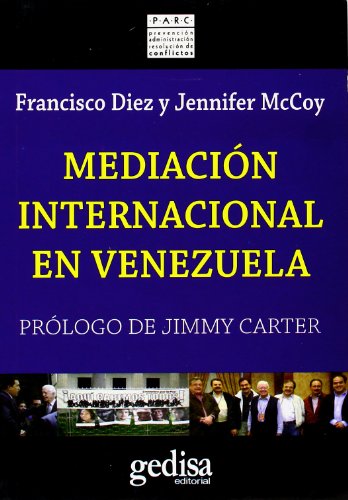 P.A.R.C.
prevención
administración
resolución de
conflictos
Francisco Diez y Jennifer McCoy
MEDIACIÓN
INTERNACIONAL
EN VENEZUELA
PRÓLOGO DE JIMMY CARTER
gedisa
editorial